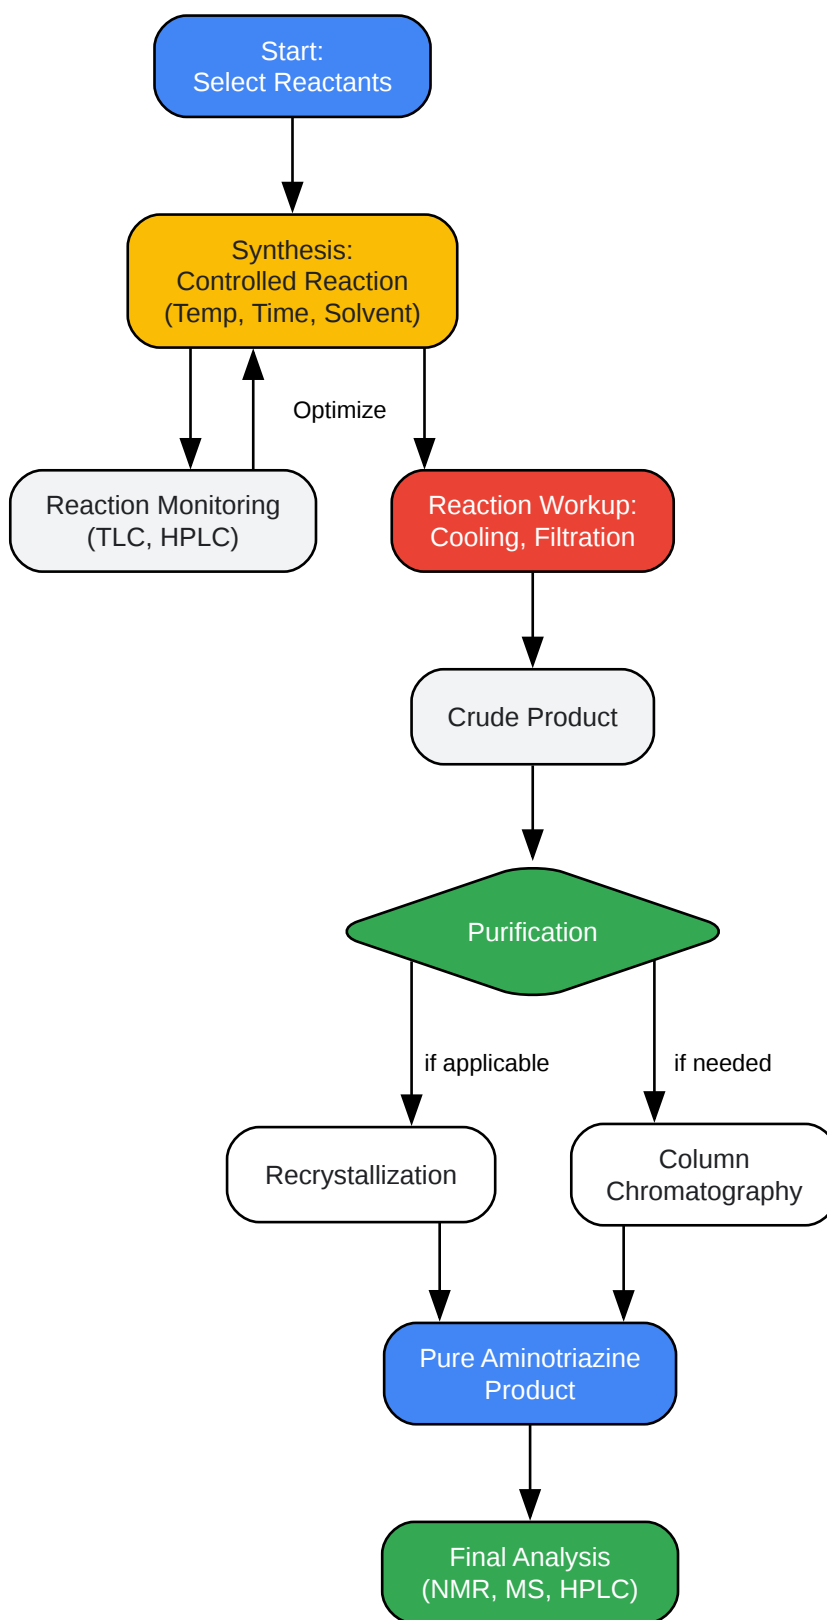 Start:
Select Reactants
Synthesis:
Controlled Reaction
(Temp, Time, Solvent)
Optimize
Reaction Monitoring
(TLC, HPLC)
Reaction Workup:
Cooling, Filtration
Crude Product
Purification
if applicable
if needed
Recrystallization
Column
Chromatography
Pure Aminotriazine
Product
Final Analysis
(NMR, MS, HPLC)